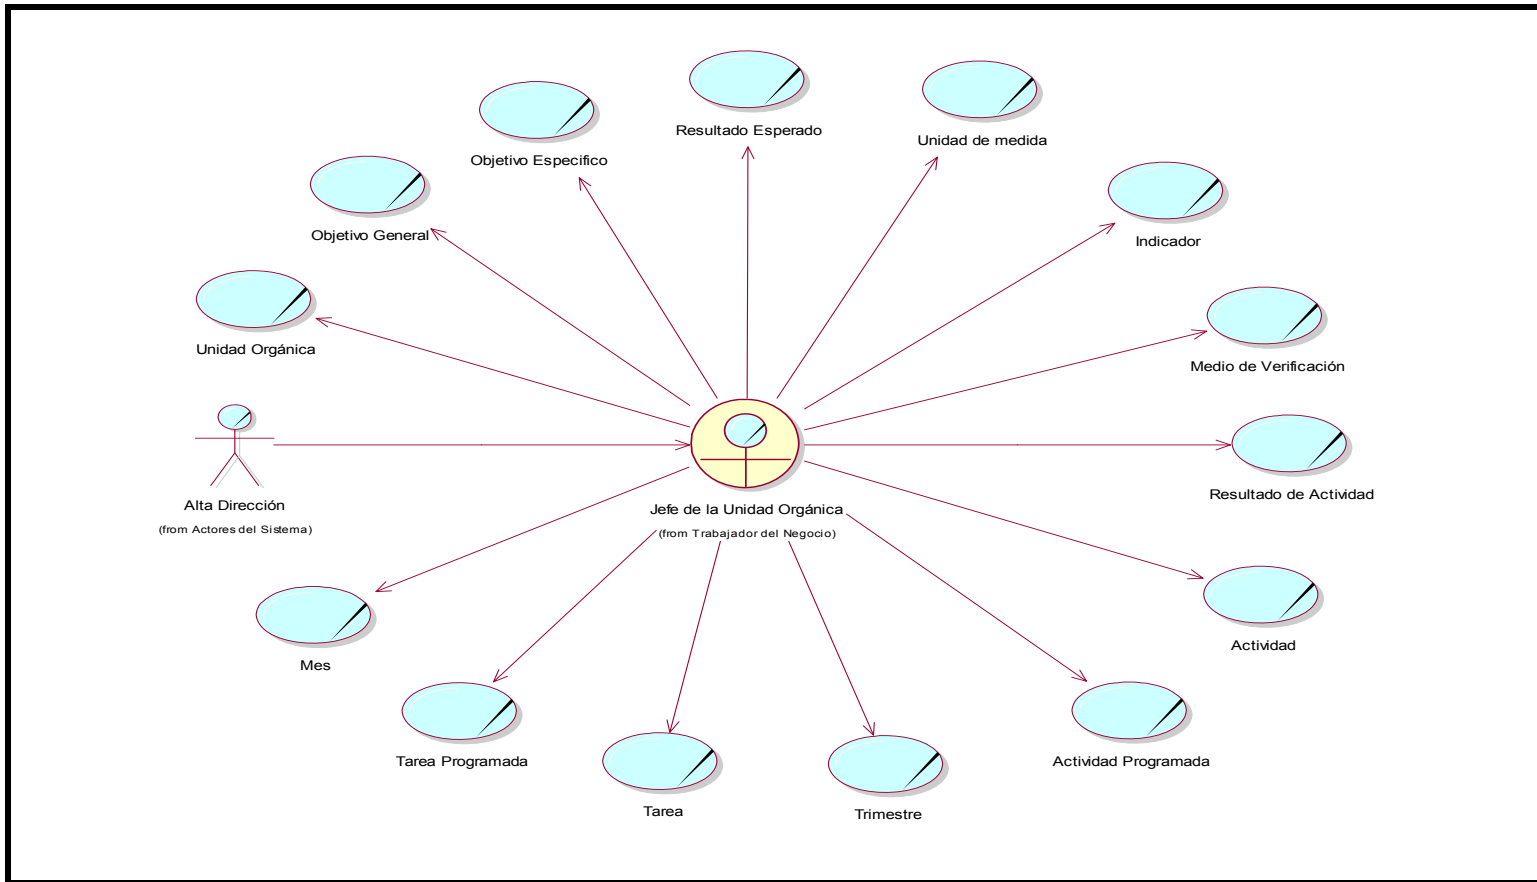 Resultado Esperado
Unidad de medida
Objetivo Especifico
Objetivo General
Indicador
Unidad Orgánica
Medio de Verificación
Alta Dirección
(from Actores del Sistema)
Jefe de la Unidad Orgánica
(from Trabajador del Negocio)
Resultado de Actividad
Mes
Actividad
Tarea Programada
Actividad Programada
Tarea
Trimestre